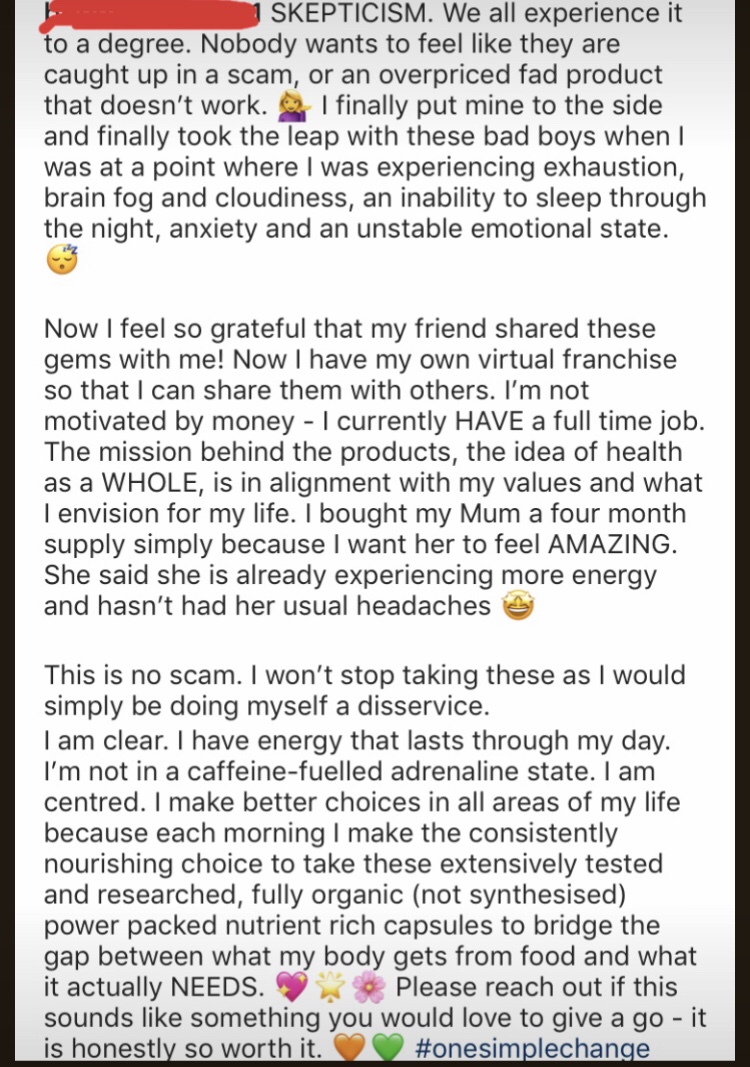 SKEPTICISM. We all experience it
to a degree. Nobody wants to feel like they are
caught up in a scam, or an overpriced fad product
that doesn’t work. 💁‍♀️ I finally put mine to the side
and finally took the leap with these bad boys when I
was at a point where I was experiencing exhaustion,
brain fog and cloudiness, an inability to sleep through
the night, anxiety and an unstable emotional state.
😴
Now I feel so grateful that my friend shared these
gems with me! Now I have my own virtual franchise
so that I can share them with others. I’m not
motivated by money - I currently HAVE a full time job.
The mission behind the products, the idea of health
as a WHOLE, is in alignment with my values and what
I envision for my life. I bought my Mum a four month
supply simply because I want her to feel AMAZING.
She said she is already experiencing more energy
and hasn’t had her usual headaches 🤩
This is no scam. I won’t stop taking these as I would
simply be doing myself a disservice.
I am clear. I have energy that lasts through my day.
I’m not in a caffeine-fuelled adrenaline state. I am
centred. I make better choices in all areas of my life
because each morning I make the consistently
nourishing choice to take these extensively tested
and researched, fully organic (not synthesised)
power packed nutrient rich capsules to bridge the
gap between what my body gets from food and what
it actually NEEDS. 💖 🌟 🌸 Please reach out if this
sounds like something you would love to give a go - it
is honestly so worth it. 🧡 💚 #onesimplechange